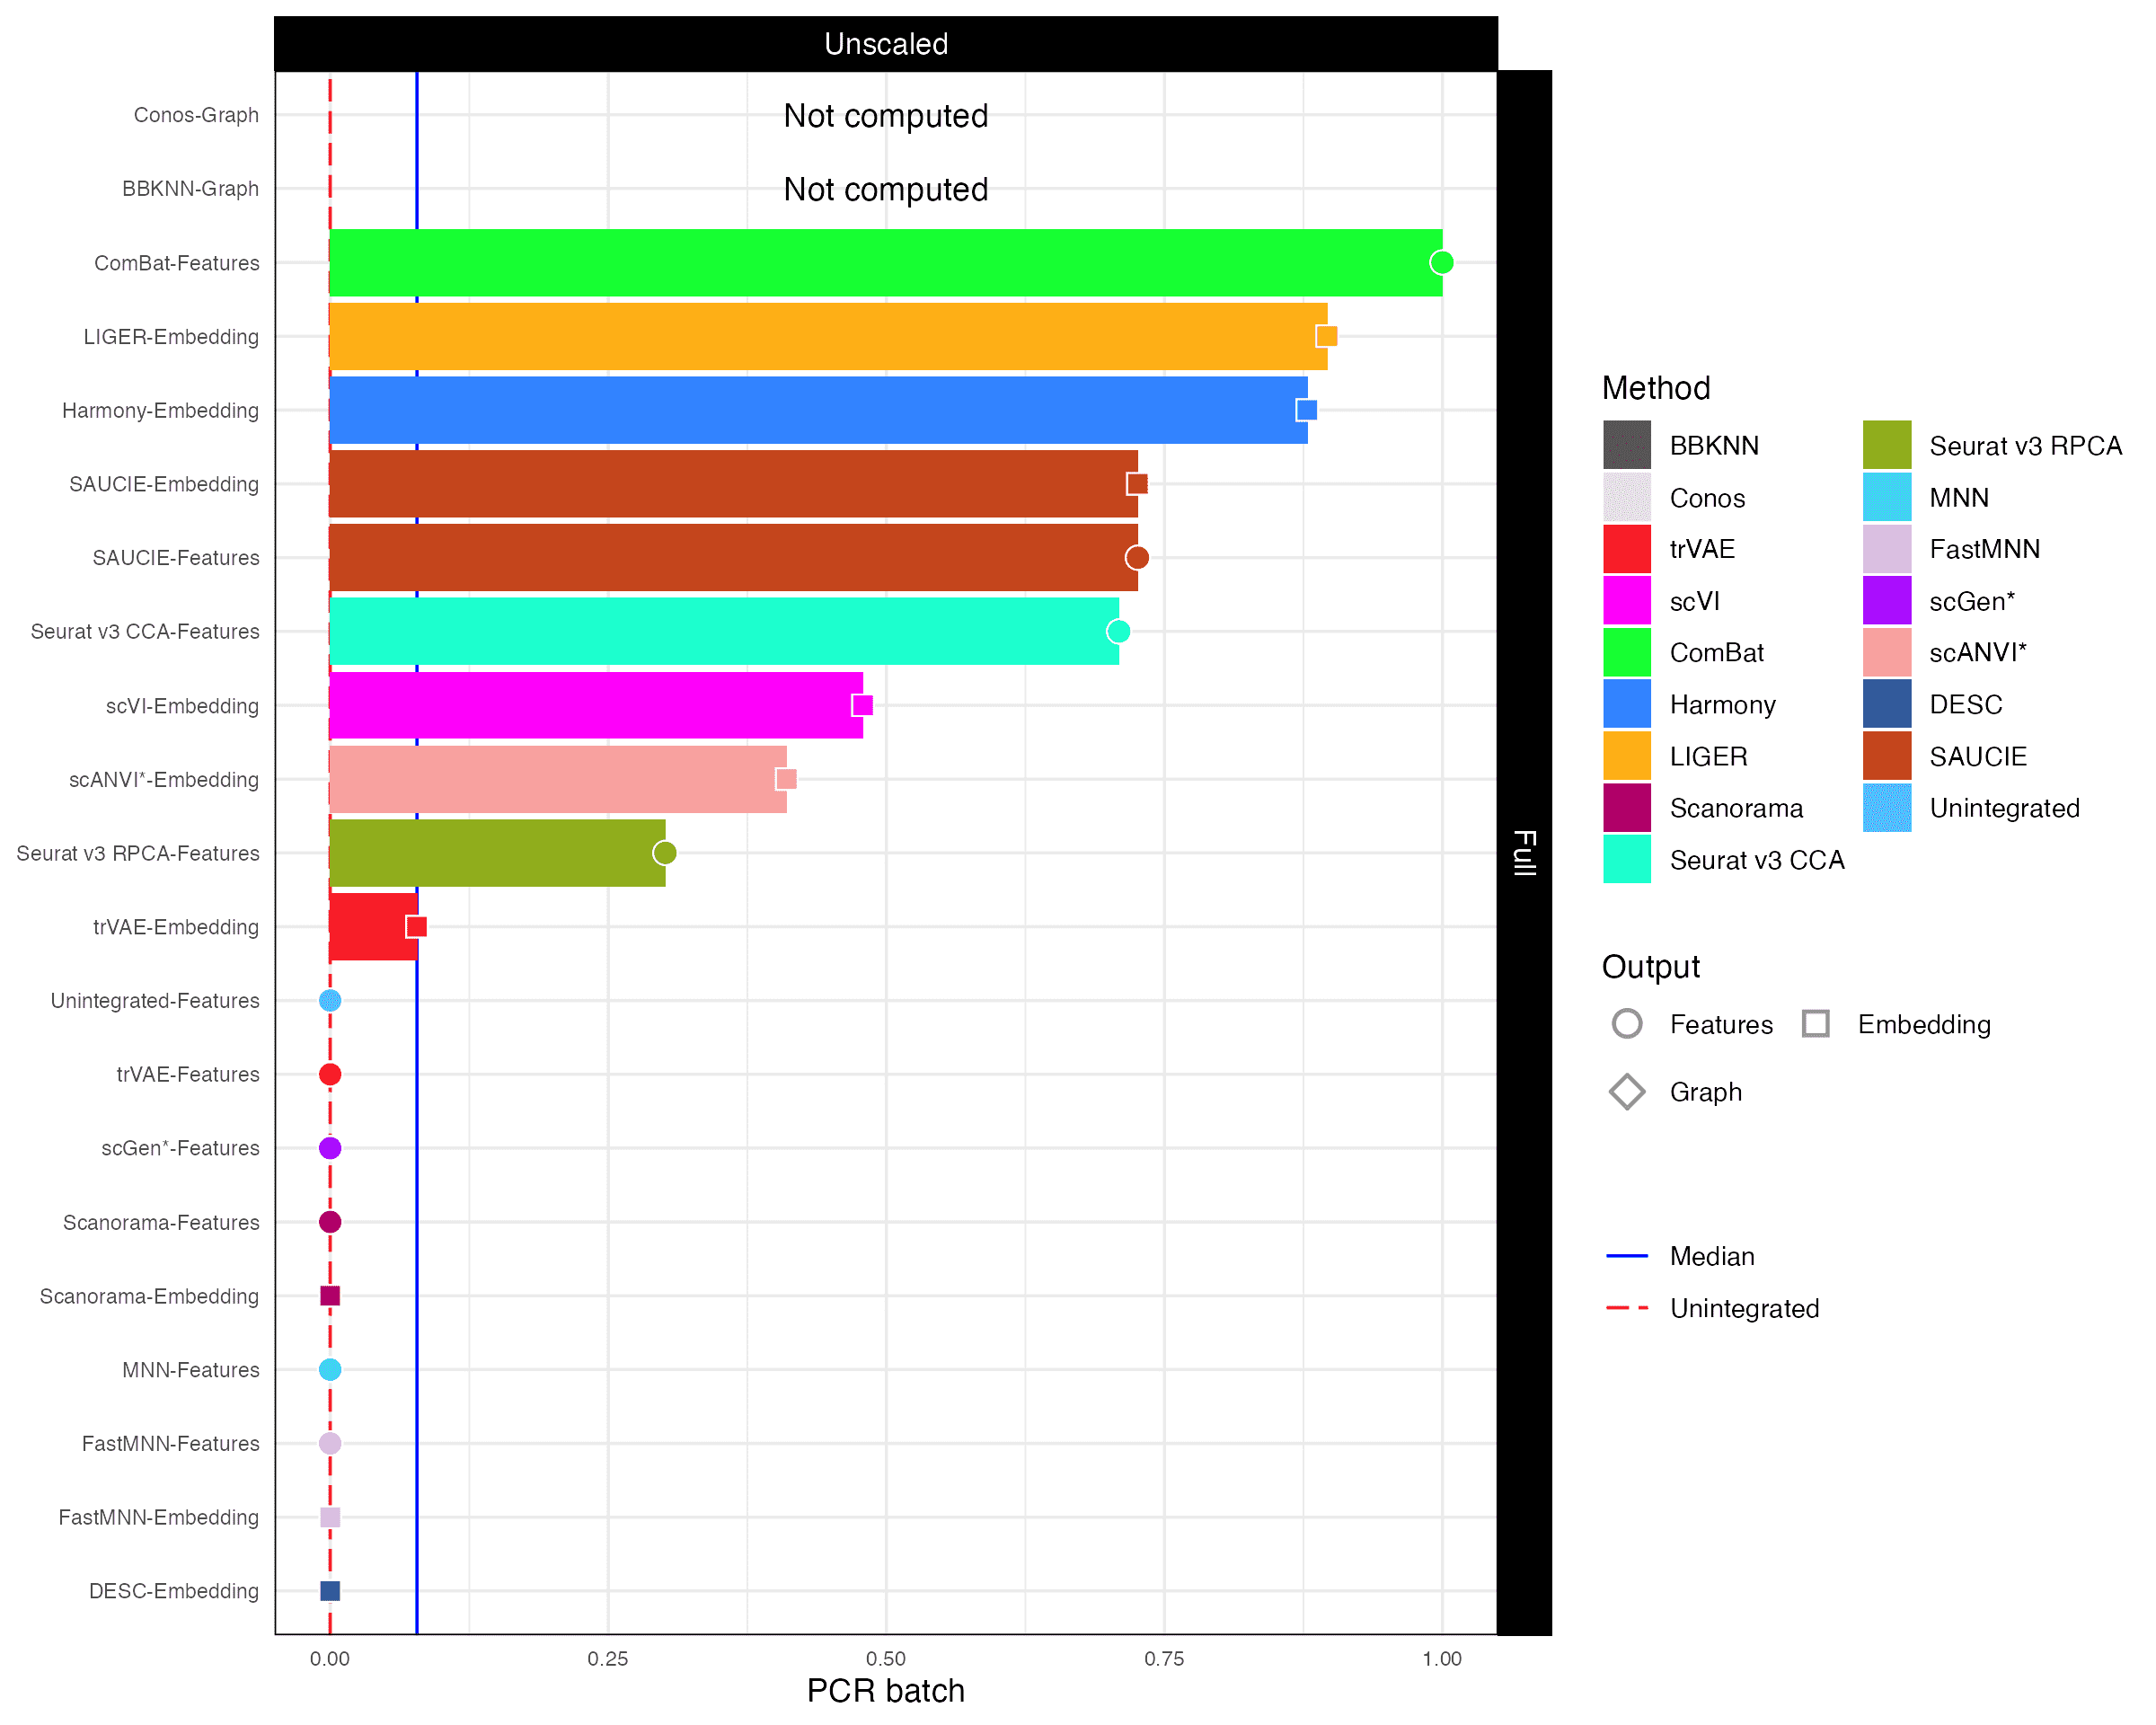 Unscaled
Conos-Graph
Not computed
BBKNN-Graph
Not computed
ComBat-Features
LIGER-Embedding
Harmony-Embedding
SAUCIE-Embedding
SAUCIE-Features
Seurat v3 CCA-Features
scVI-Embedding
scANVI*-Embedding
Seurat v3 RPCA-Features
trVAE-Embedding
Unintegrated-Features
trVAE-Features
scGen*-Features
Scanorama-Features
Scanorama-Embedding
MNN-Features
FastMNN-Features
FastMNN-Embedding
DESC-Embedding
0.00 0.25 0.50 0.75 1.00
PCR batch
Full
Method
BBKNN
Conos
trVAE
scVI
ComBat
Harmony
LIGER
Scanorama
Seurat v3 CCA
Seurat v3 RPCA
MNN
FastMNN
scGen*
scANVI*
DESC
SAUCIE
Unintegrated
Output
Features Embedding
Graph
Median
Unintegrated